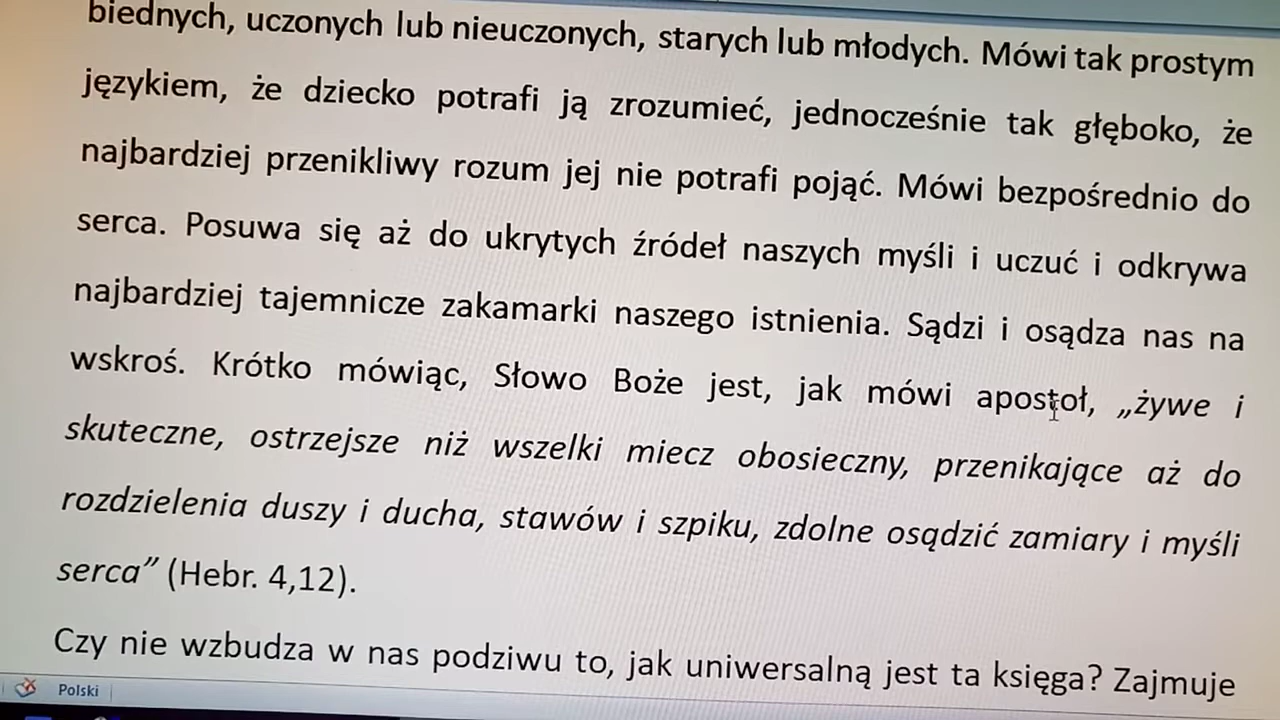 biednych, uczonych lub nieuczonych, starych lub młodych. Mówi tak prostym
językiem, że dziecko potrafi ją zrozumieć, jednocześnie tak głęboko, że
najbardziej przenikliwy rozum jej nie potrafi pojąć. Mówi bezpośrednio do
serca. Posuwa się aż do ukrytych źródeł naszych myśli i uczuć i odkrywa
najbardziej tajemnicze zakamarki naszego istnienia. Sądzi i osądza nas na
wskroś. Krótko mówiąc, Słowo Boże jest, jak mówi apostoł, „żywe i
skuteczne, ostrzejsze niż wszelki miecz obosieczny, przenikające aż do
rozdzielenia duszy i ducha, stawów i szpiku, zdolne osądzić zamiary i myśli
serca” (Hebr. 4,12).
Czy nie wzbudza w nas podziwu to, jak uniwersalną jest ta księga? Zajmuje
Polski